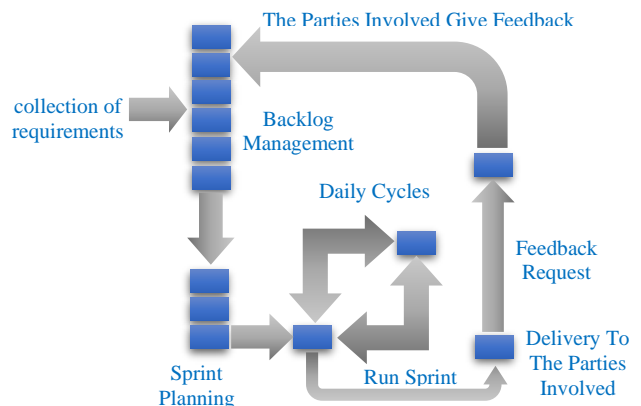 The Parties Involved Give Feedback
collection of
requirements
Backlog
Management
Daily Cycles
Feedback
Request
Sprint
Planning
Run Sprint
Delivery To
The Parties
Involved